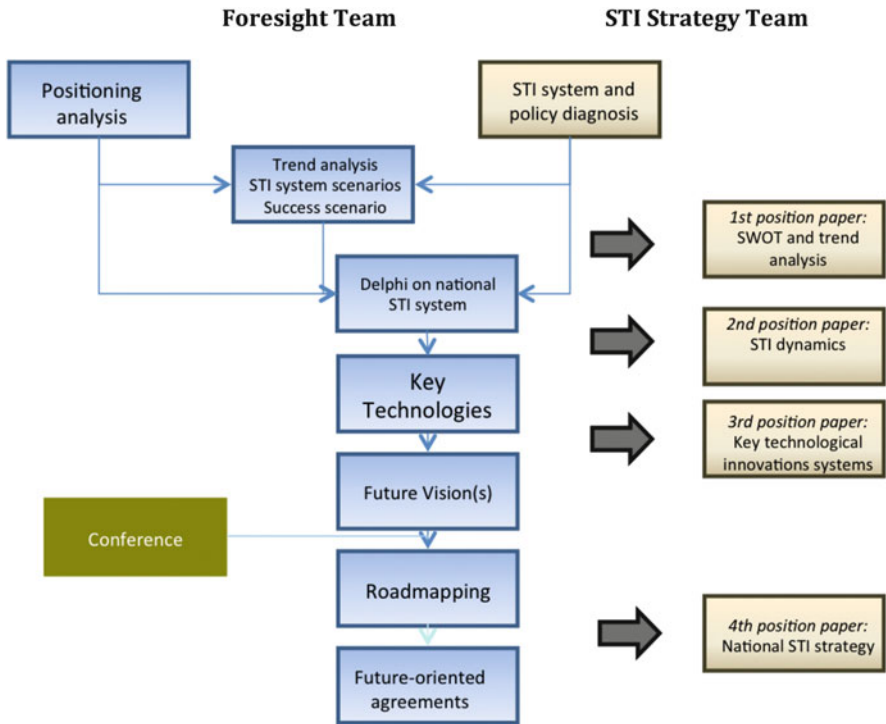 Foresight Team
STI Strategy Team
Positioning
analysis
STI system and
policy diagnosis
Trend analysis
STI system scenarios
Success scenario
1st position paper:
SWOT and trend
analysis
Delphi on national
STI system
2nd position paper:
STI dynamics
Key
Technologies
3rd position paper:
Key technological
innovations systems
Future Vision(s)
Conference
Roadmapping
4th position paper:
National STI strategy
Future-oriented
agreements